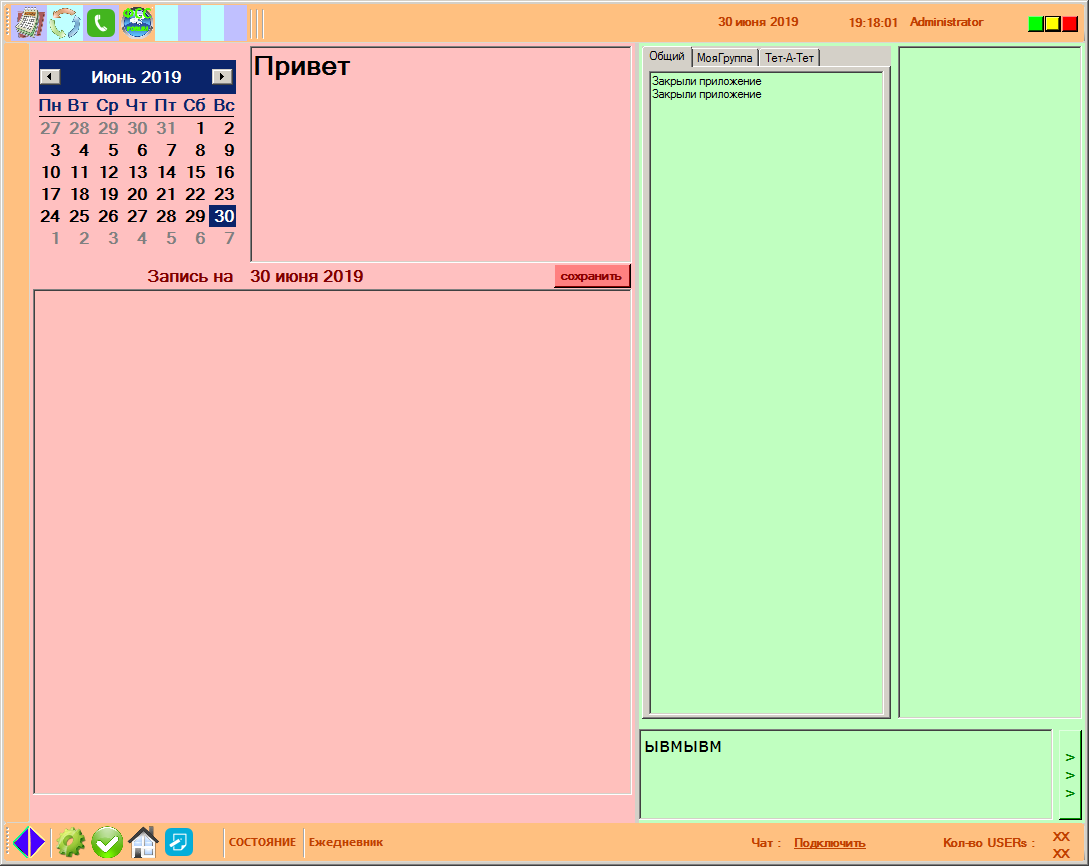 30 июня 2019 19:18:01 Administrator
Июнь 2019
Пн Вт Ср Чт Пт Сб Вс
27 28 29 30 31 1 2
3 4 5 6 7 8 9
10 11 12 13 14 15 16
17 18 19 20 21 22 23
24 25 26 27 28 29 30
1 2 3 4 5 6 7
Привет
Запись на 30 июня 2019 сохранить
Общий МояГруппа Тет-А-Тет
Закрыли приложение
Закрыли приложение
ывмывм
>
>
>
СОСТОЯНИЕ Ежедневник Чат : Подключить Кол-во USERs :
XX
XX